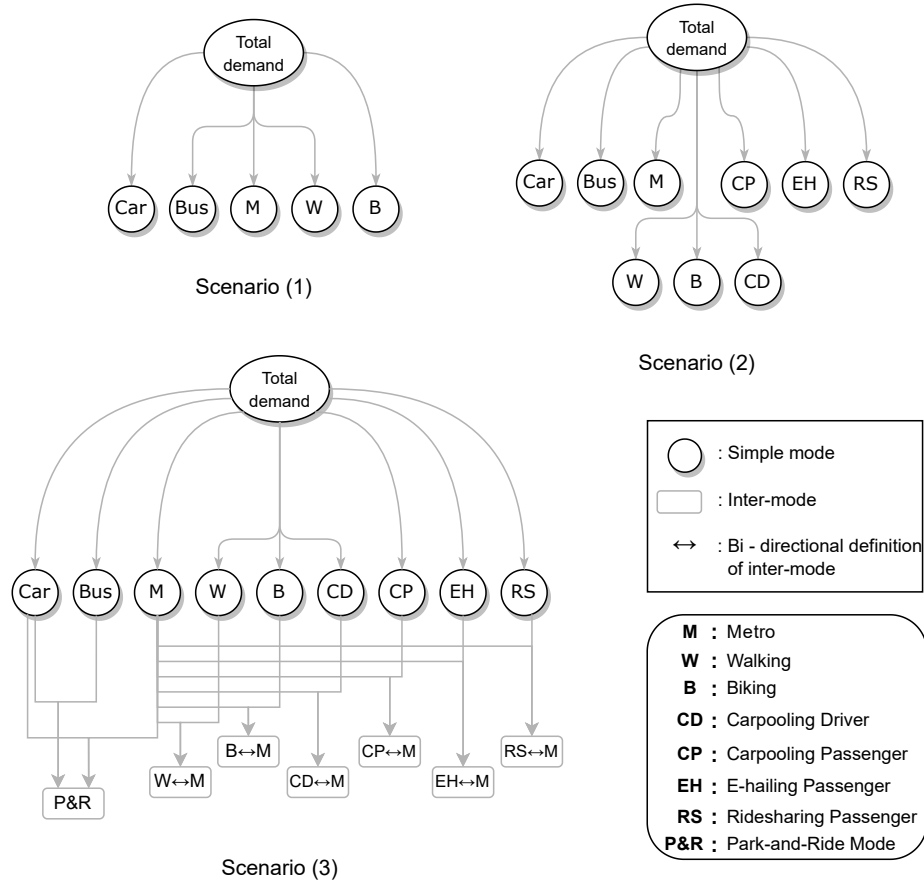 Total
demand
Car
Bus
M
W
B
Scenario (1)
Total
demand
Car
Bus
M
CP
EH
RS
W
B
CD
Scenario (2)
Total
demand
Car
Bus
M
W
B
CD
CP
EH
RS
B↔M
CP↔M
RS↔M
W↔M
CD↔M
EH↔M
P&R
Scenario (3)
: Simple mode
: Inter-mode
↔ : Bi - directional definition
of inter-mode
M : Metro
W : Walking
B : Biking
CD : Carpooling Driver
CP : Carpooling Passenger
EH : E-hailing Passenger
RS : Ridesharing Passenger
P&R : Park-and-Ride Mode